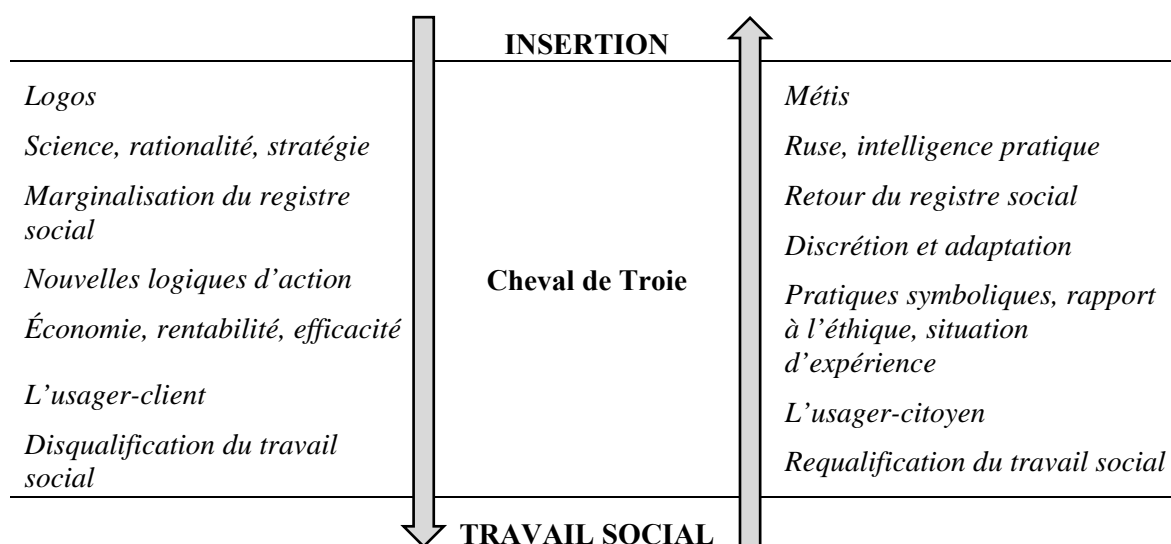 INSERTION
Logos
Science, rationalité, stratégie
Marginalisation du registre
social
Nouvelles logiques d’action
Économie, rentabilité, efficacité
L’usager-client
Disqualification du travail
social
Cheval de Troie
Métis
Ruse, intelligence pratique
Retour du registre social
Discrétion et adaptation
Pratiques symboliques, rapport
à l’éthique, situation
d’expérience
L’usager-citoyen
Requalification du travail social
TRAVAIL SOCIAL